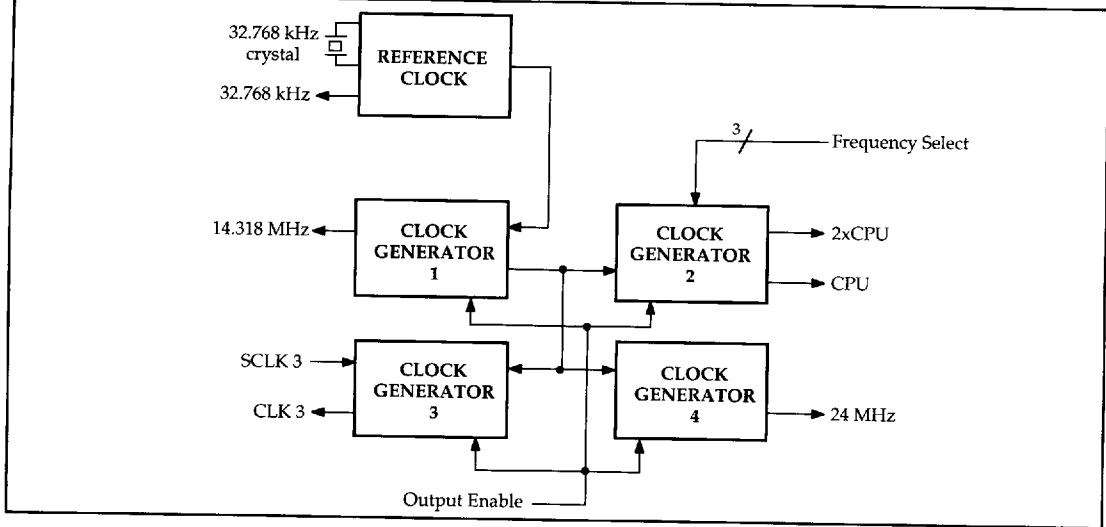 32.768 kHz
crystal
REFERENCE
CLOCK
32.768 kHz
3
Frequency Select
14.318 MHz
CLOCK
GENERATOR
1
CLOCK
GENERATOR
2
2xCPU
CPU
SCLK 3
CLK 3
CLOCK
GENERATOR
3
CLOCK
GENERATOR
4
24 MHz
Output Enable